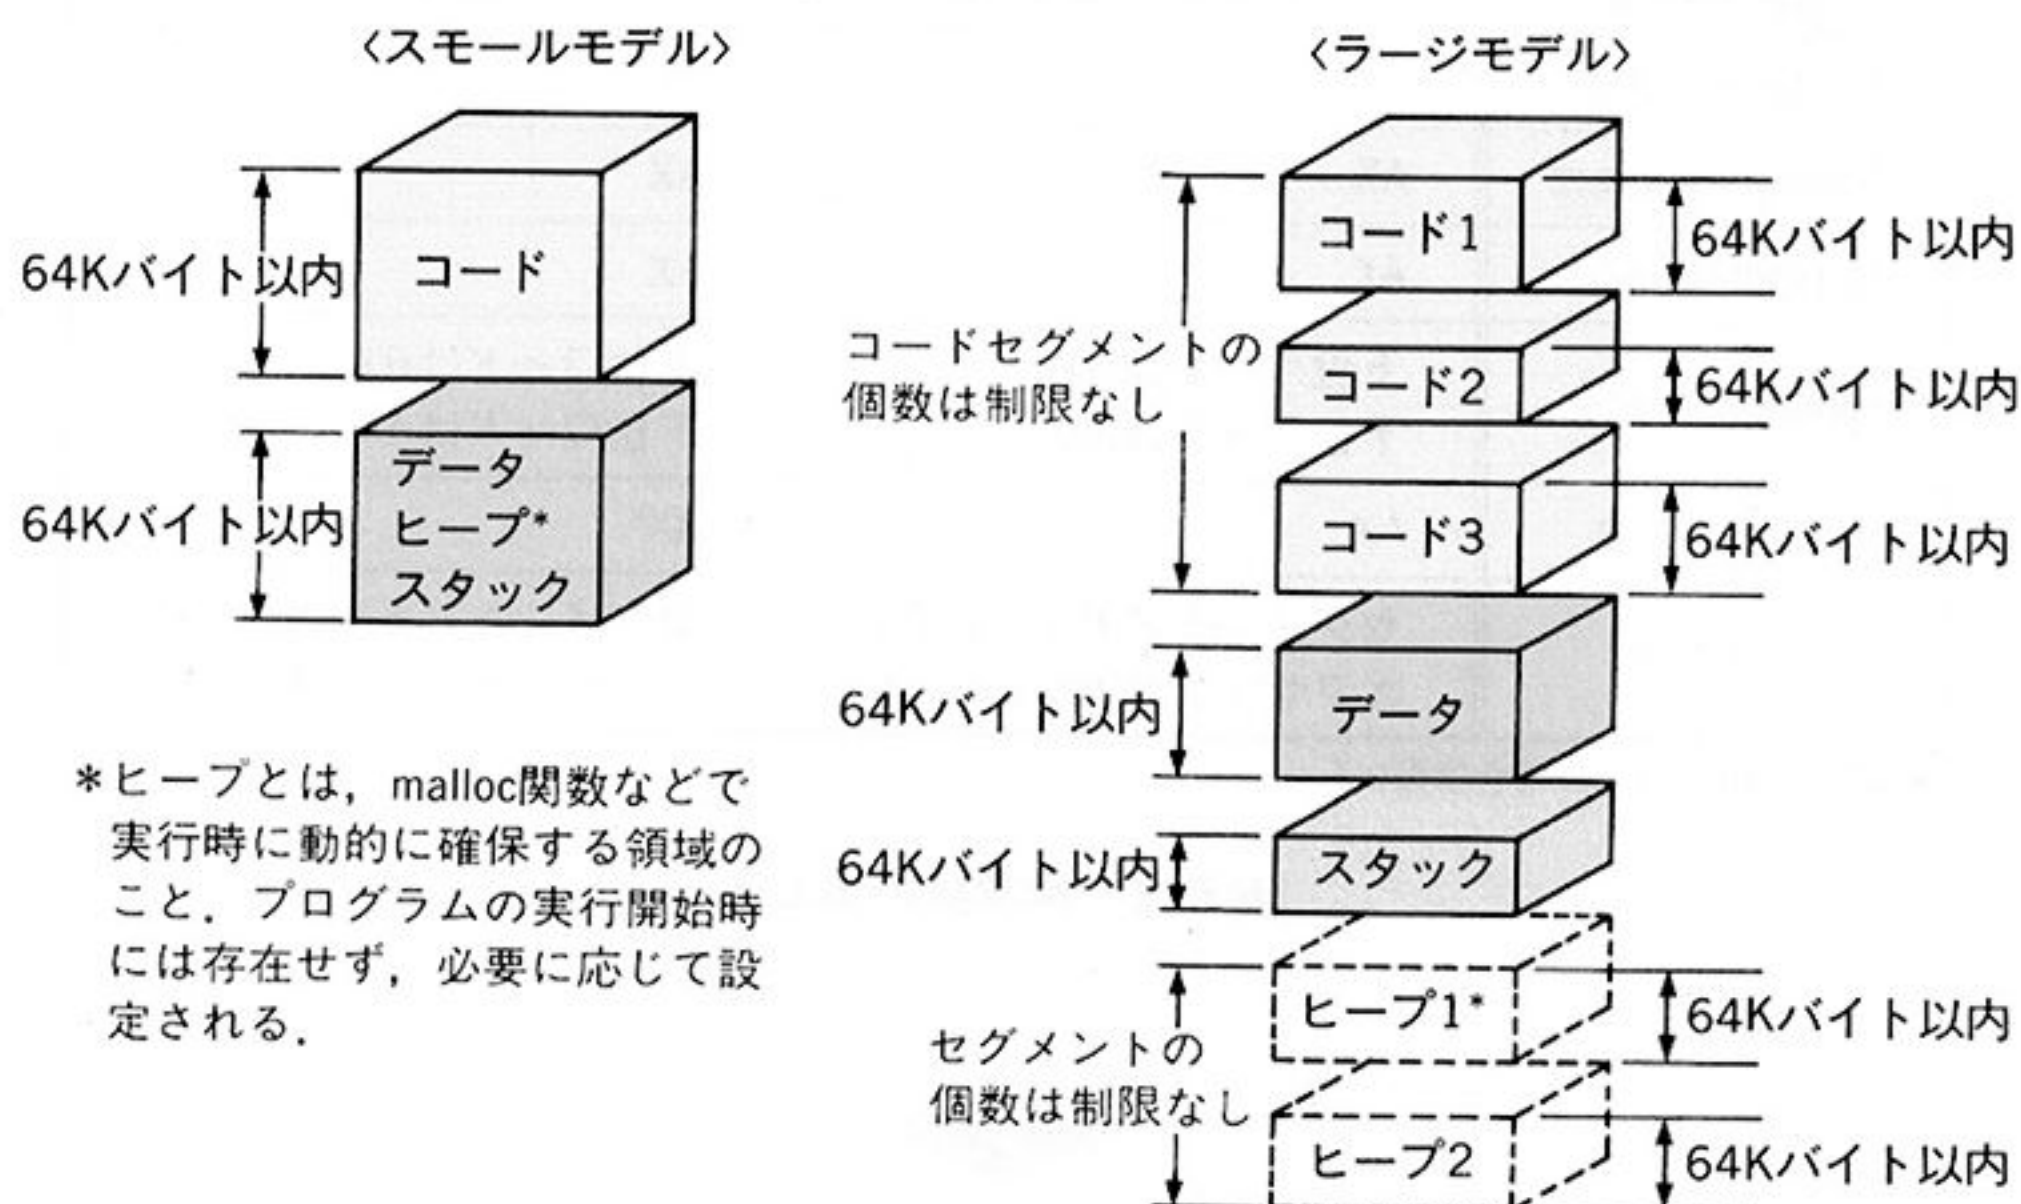 〈スモールモデル〉
64Kバイト以内
コード
64Kバイト以内
データ
ヒープ*
スタック
*ヒープとは，malloc関数などで
実行時に動的に確保する領域の
こと．プログラムの実行開始時
には存在せず，必要に応じて設
定される．
〈ラージモデル〉
コードセグメントの
個数は制限なし
コード1
64Kバイト以内
コード2
64Kバイト以内
コード3
64Kバイト以内
64Kバイト以内
データ
64Kバイト以内
スタック
セグメントの
個数は制限なし
ヒープ1*
64Kバイト以内
ヒープ2
64Kバイト以内